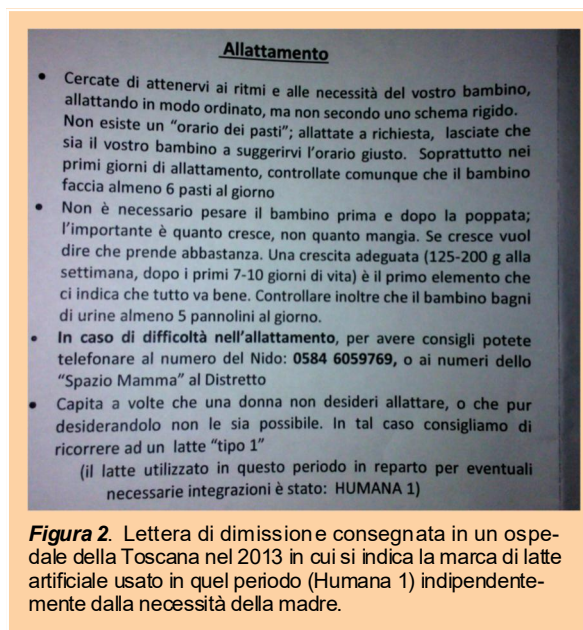 Allattamento
• Cercate di attenervi ai ritmi e alle necessità del vostro bambino,
allattando in modo ordinato, ma non secondo uno schema rigido.
Non esiste un “orario dei pasti”; allattate a richiesta, lasciate che
sia il vostro bambino a suggerirvi l’orario giusto. Soprattutto nei
primi giorni di allattamento, controllate comunque che il bambino
faccia almeno 6 pasti al giorno
• Non è necessario pesare il bambino prima e dopo la poppata;
l’importante è quanto cresce, non quanto mangia. Se cresce vuol
dire che prende abbastanza. Una crescita adeguata (125-200 g alla
settimana, dopo i primi 7-10 giorni di vita) è il primo elemento che
ci indica che tutto va bene. Controllare inoltre che il bambino bagni
di urine almeno 5 pannolini al giorno.
• In caso di difficoltà nell’allattamento, per avere consigli potete
telefonare al numero del Nido: 0584 6059769, o ai numeri dello
“Spazio Mamma” al Distretto
• Capita a volte che una donna non desideri allattare, o che pur
desiderandolo non le sia possibile. In tal caso consigliamo di
ricorrere ad un latte “tipo 1”
(il latte utilizzato in questo periodo in reparto per eventuali
necessarie integrazioni è stato: HUMANA 1)
Figura 2. Lettera di dimissione consegnata in un ospe-
dale della Toscana nel 2013 in cui si indica la marca di latte
artificiale usato in quel periodo (Humana 1) indipendente-
mente dalla necessità della madre.